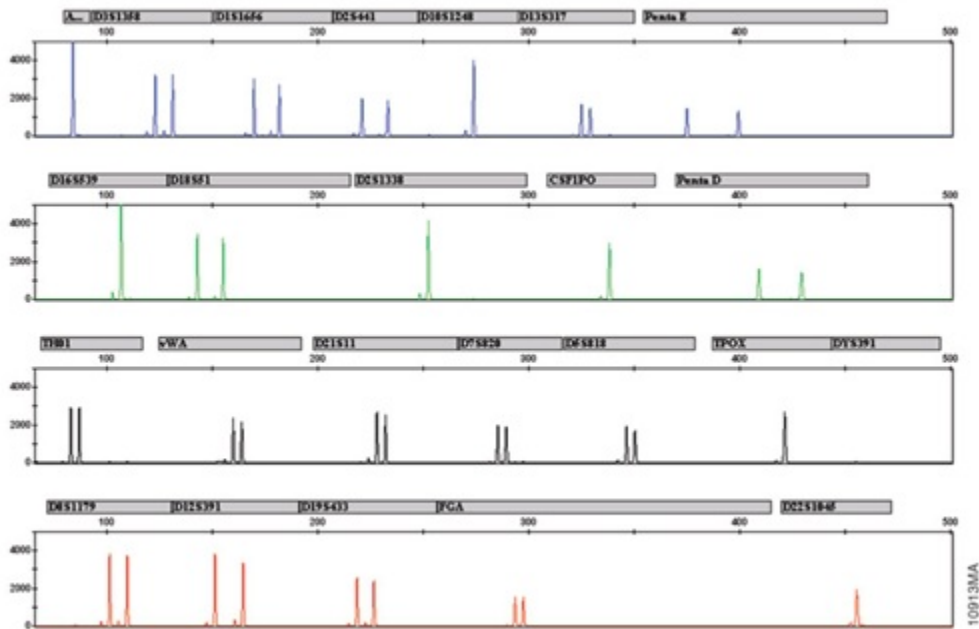 A... D3S1358 D1S1656 D2S441 D10S1248 D13S317 Penta E
100 200 300 400 500
4000
2000
0
D16S539 D18S51 D2S1338 CSF1PO Penta D
100 200 300 400 500
4000
2000
0
TH01 vWA D21S11 D7S820 D5S818 TPOX DYS391
100 200 300 400 500
4000
2000
0
D8S1179 D12S391 D19S433 FGA D22S1045
100 200 300 400 500
4000
2000
0
10913MA